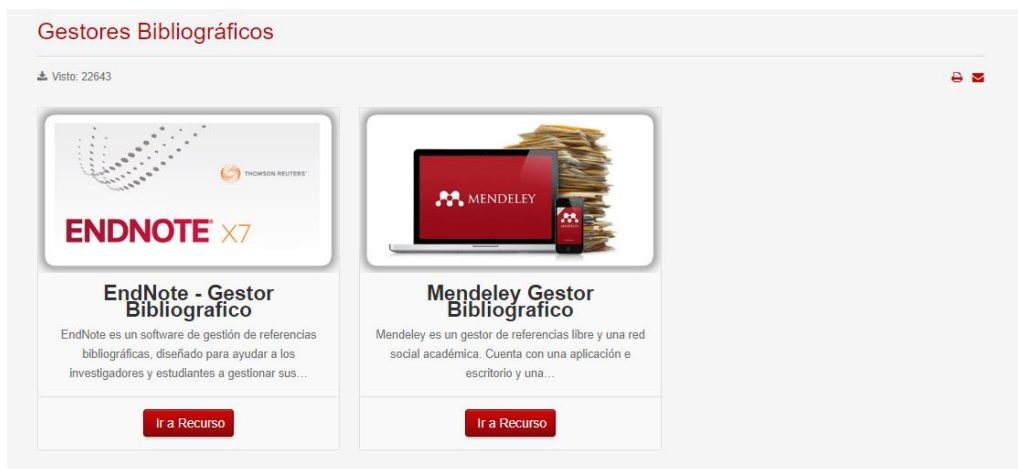 Gestores Bibliográficos
Visto: 22643
THOMSON REUTERS
ENDNOTE X7
MENDELEY
MENDELEY
EndNote - Gestor
Bibliografico
EndNote es un software de gestión de referencias
bibliográficas, diseñado para ayudar a los
investigadores y estudiantes a gestionar sus...
Ir a Recurso
Mendeley Gestor
Bibliografico
Mendeley es un gestor de referencias libre y una red
social académica. Cuenta con una aplicación e
escritorio y una...
Ir a Recurso